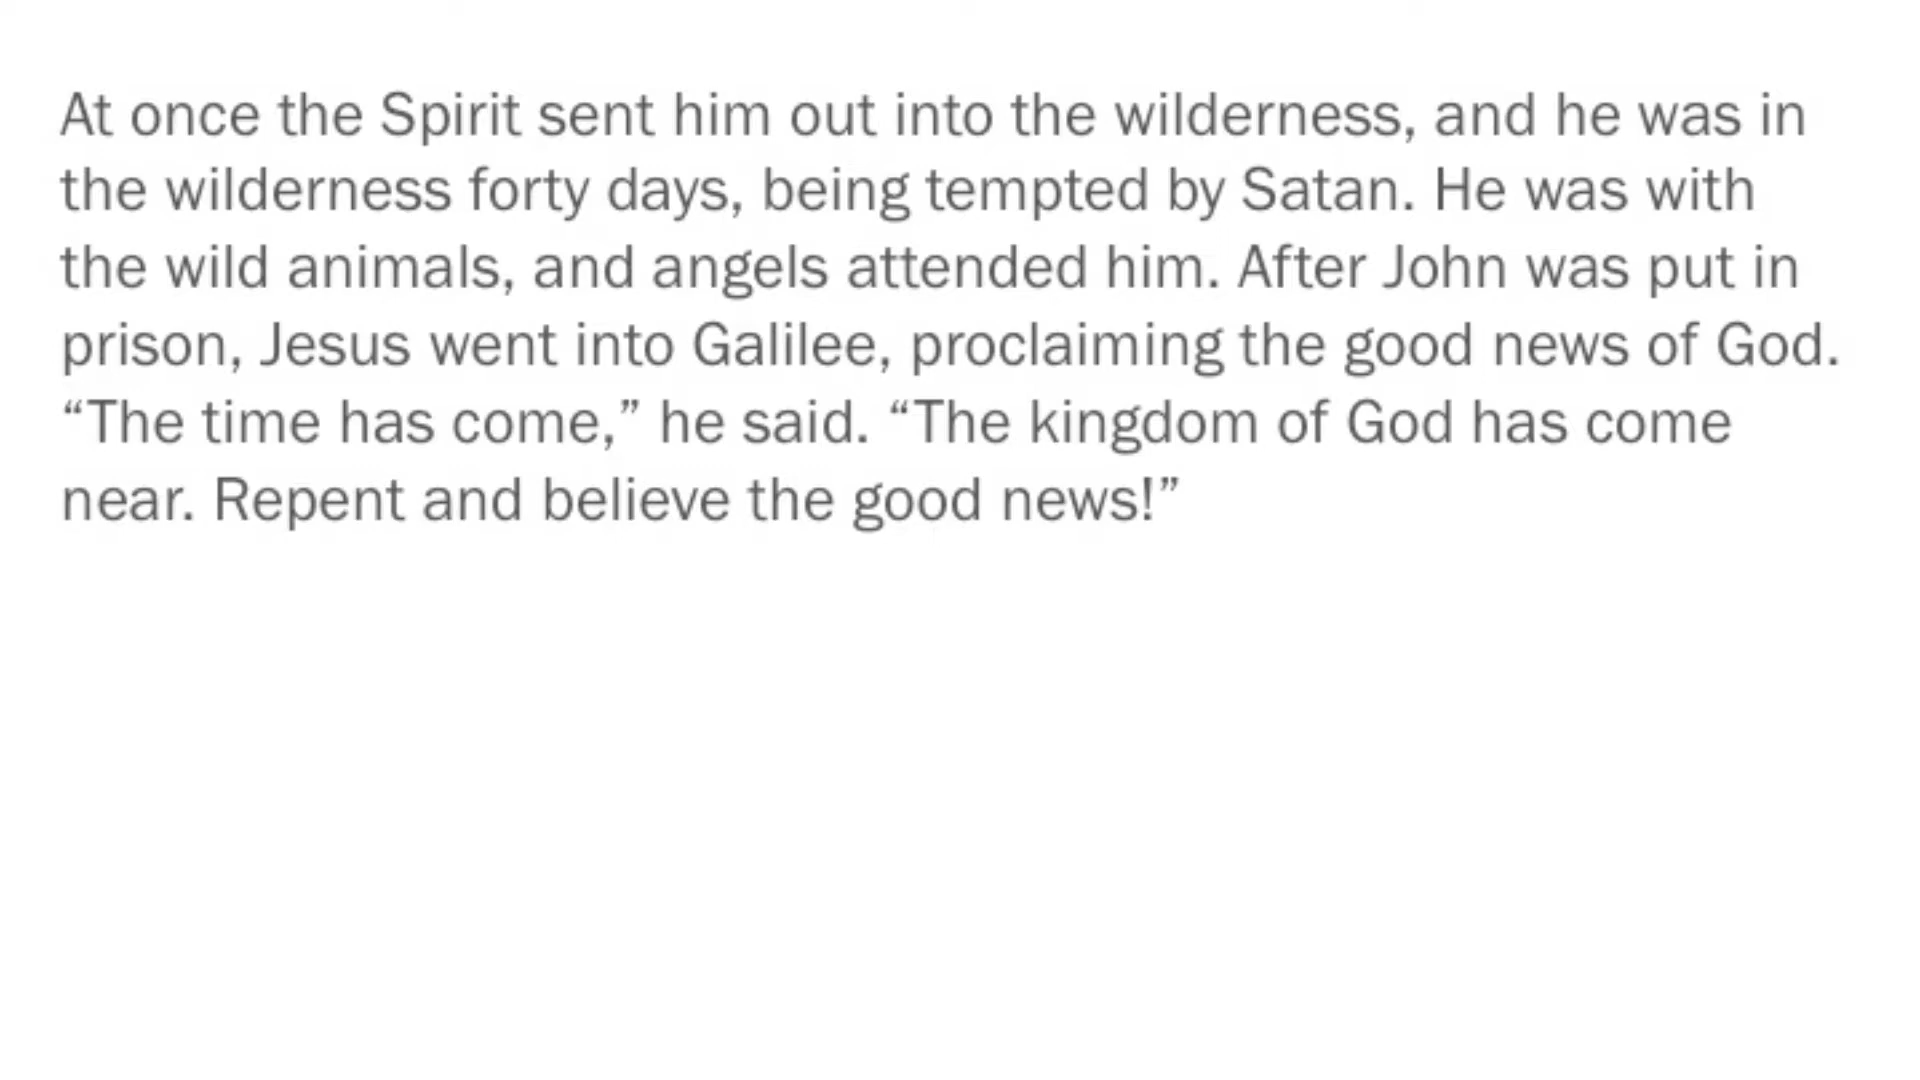 At once the Spirit sent him out into the wilderness, and he was in
the wilderness forty days, being tempted by Satan. He was with
the wild animals, and angels attended him. After John was put in
prison, Jesus went into Galilee, proclaiming the good news of God.
“The time has come,” he said. “The kingdom of God has come
near. Repent and believe the good news!”